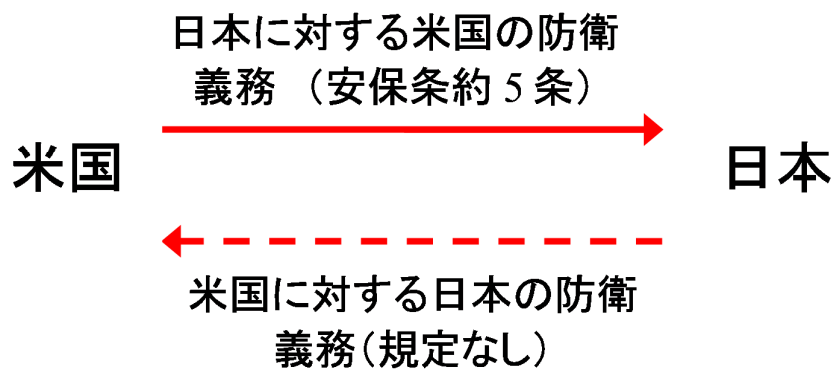 日本に対する米国の防衛
義務 （安保条約５条）
米国
日本
米国に対する日本の防衛
義務（規定なし）